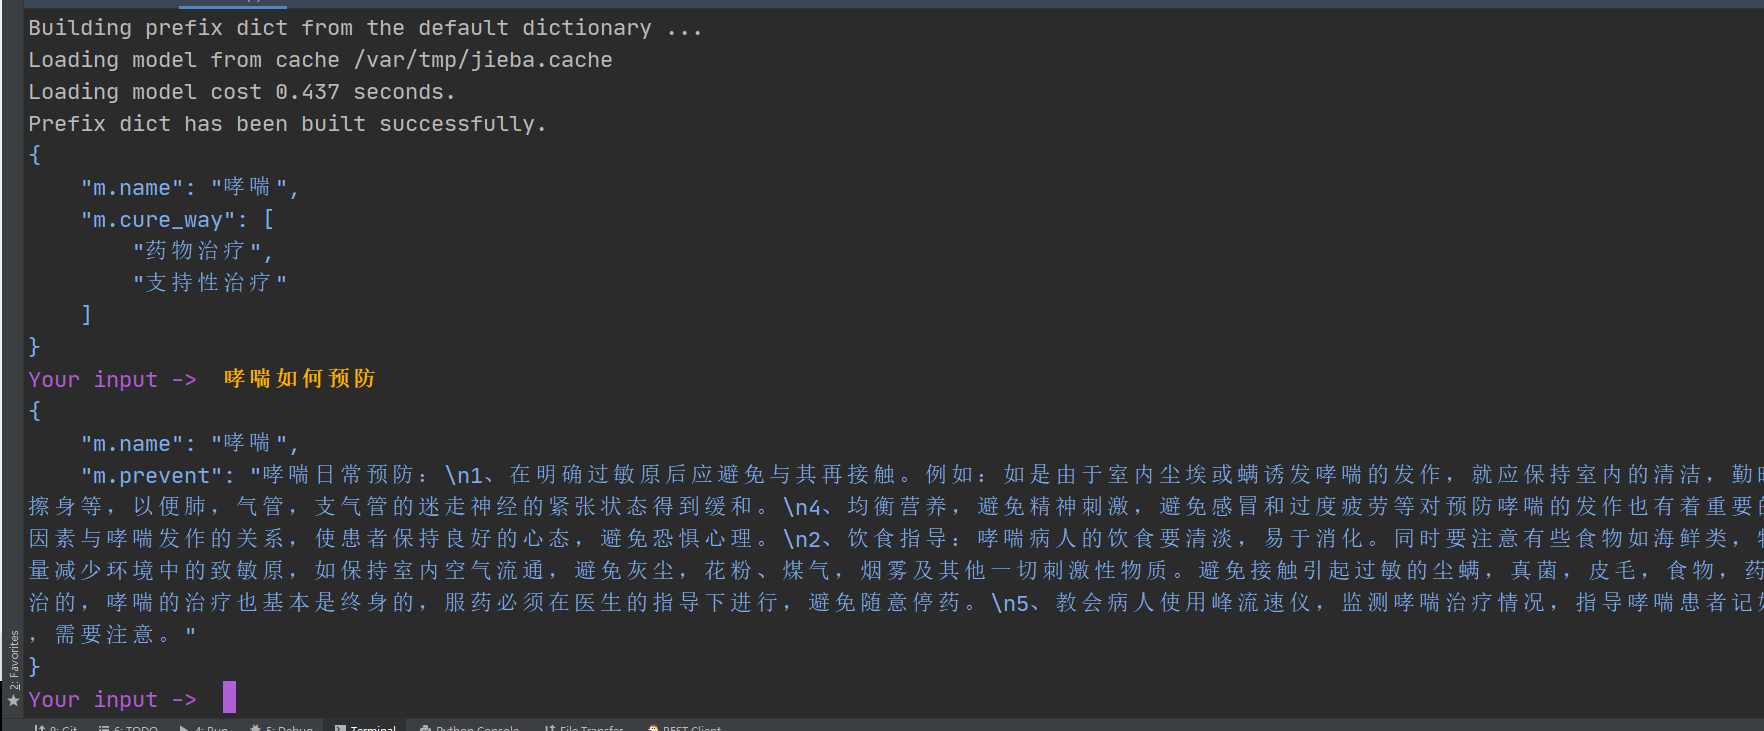 Building prefix dict from the default dictionary ...
Loading model from cache /var/tmp/jieba.cache
Loading model cost 0.437 seconds.
Prefix dict has been built successfully.
{
    "m.name": "哮喘",
    "m.cure_way": [
        "药物治疗",
        "支持性治疗"
    ]
}
Your input ->  哮喘如何预防
{
    "m.name": "哮喘",
    "m.prevent": "哮喘日常预防：\n1、在明确过敏原后应避免与其再接触。例如：如是由于室内尘埃或螨诱发哮喘的发作，就应保持室内的清洁，勤
擦身等，以便肺，气管，支气管的迷走神经的紧张状态得到缓和。\n4、均衡营养，避免精神刺激，避免感冒和过度疲劳等对预防哮喘的发作也有着重要的
因素与哮喘发作的关系，使患者保持良好的心态，避免恐惧心理。\n2、饮食指导：哮喘病人的饮食要清淡，易于消化。同时要注意有些食物如海鲜类，
量减少环境中的致敏原，如保持室内空气流通，避免灰尘，花粉、煤气，烟雾及其他一切刺激性物质。避免接触引起过敏的尘螨，真菌，皮毛，食物，药
治的，哮喘的治疗也基本是终身的，服药必须在医生的指导下进行，避免随意停药。\n5、教会病人使用峰流速仪，监测哮喘治疗情况，指导哮喘患者记
，需要注意。"
}
Your input ->
2: Favorites
9: Git 6: TODO 4: Run 5: Debug Terminal Python Console File Transfer REST Client